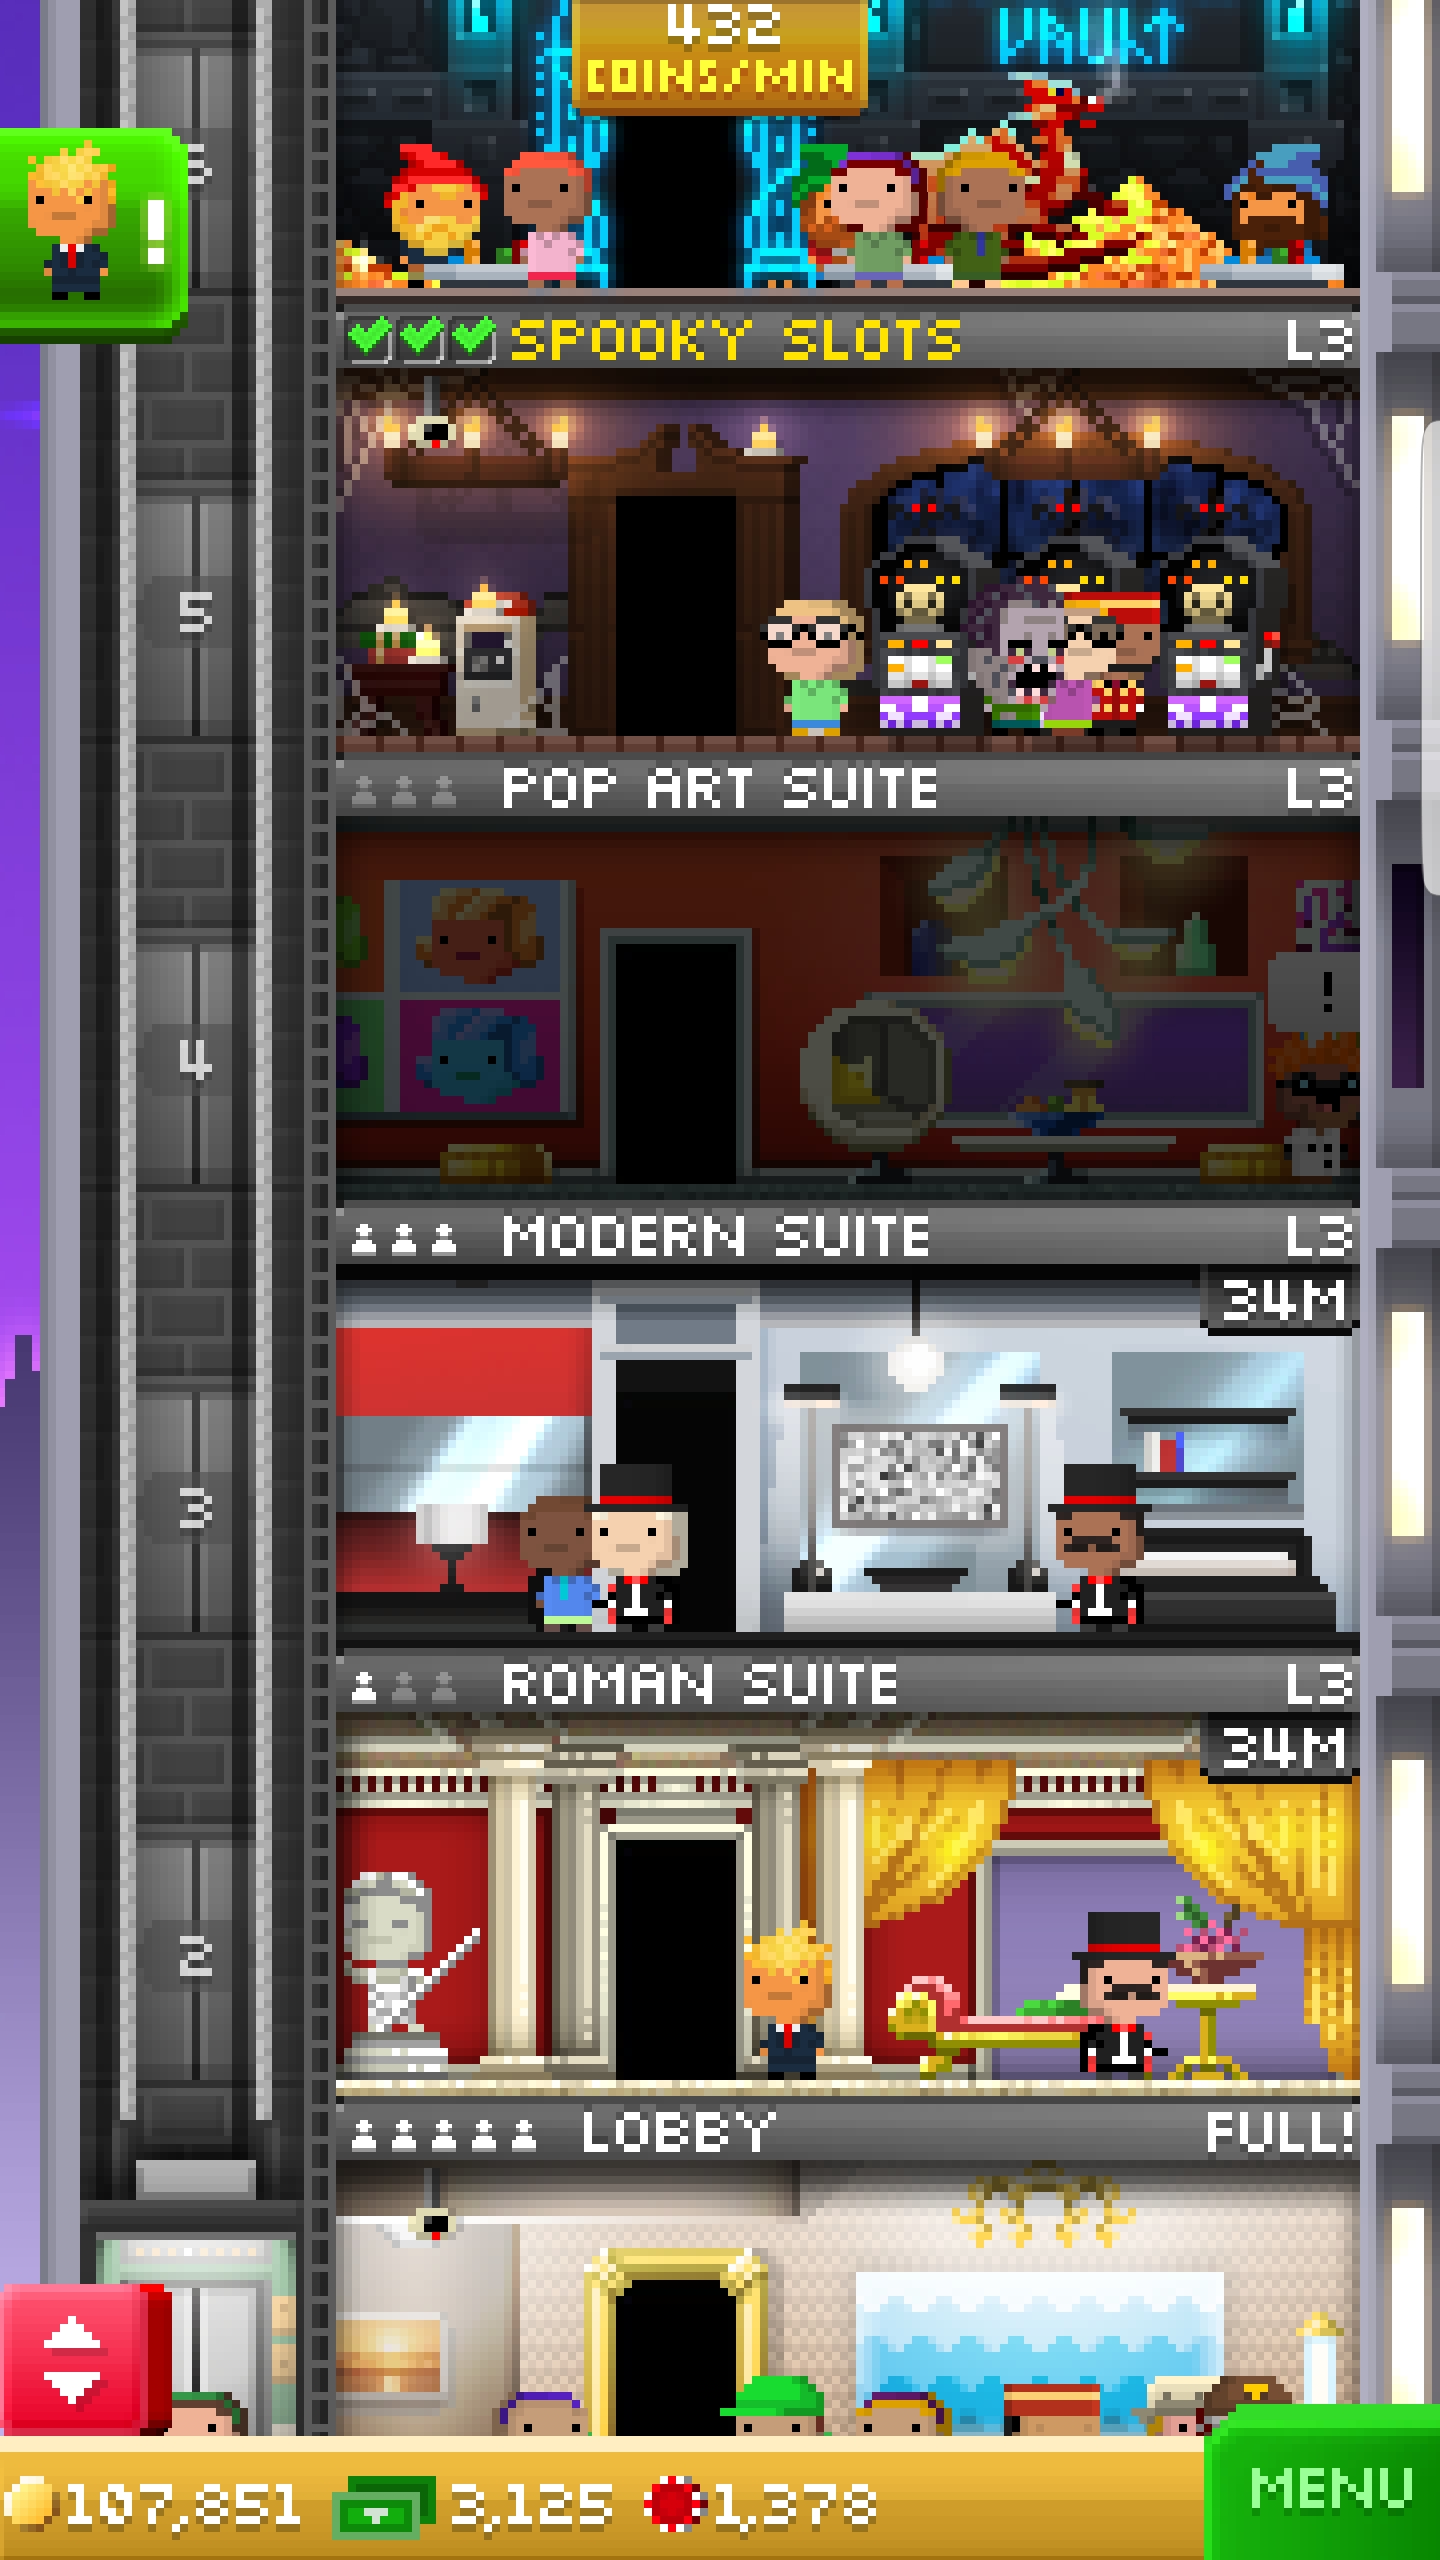 432
VAULT
COINS/MIN
!
SPOOKY SLOTS L3
5
POP ART SUITE L3
!
4
MODERN SUITE L3
34M
3
ROMAN SUITE L3
34M
2
LOBBY FULL!
107,851 3,125 1,378 MENU